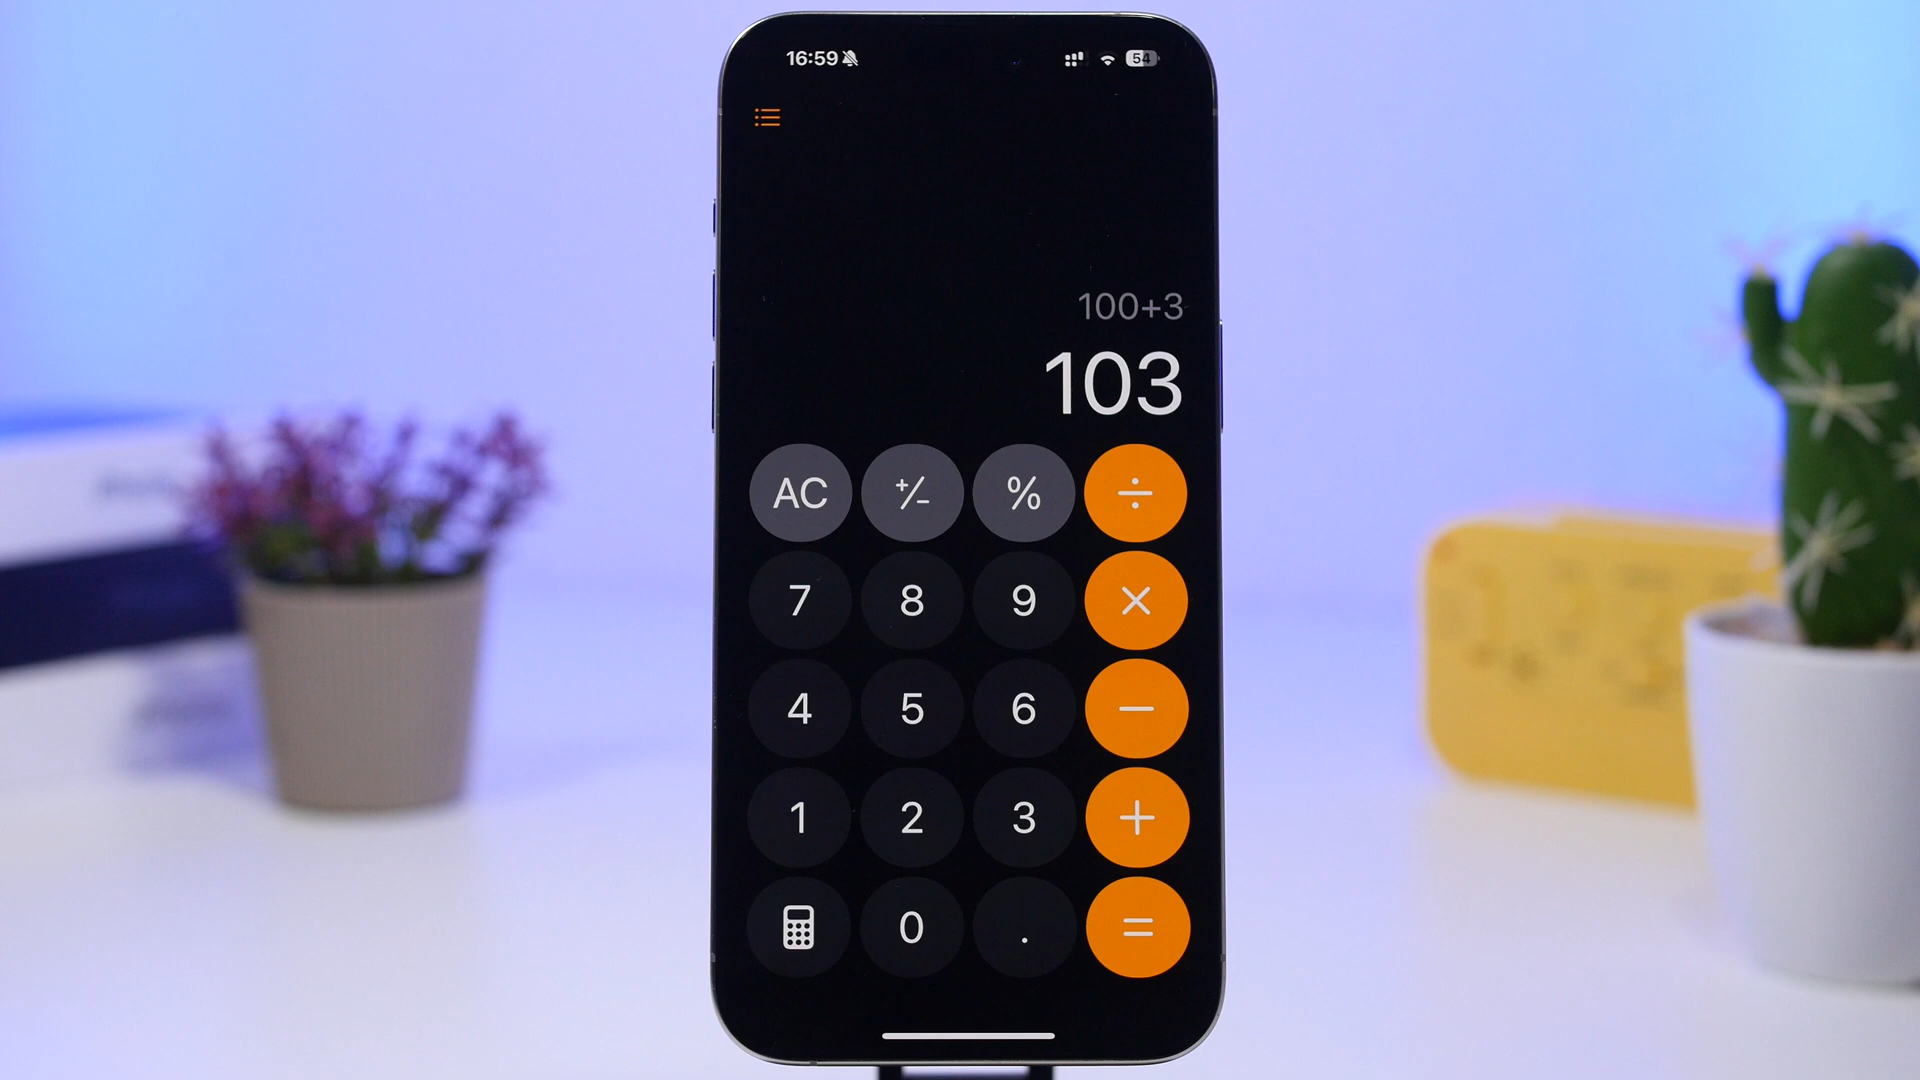 16:59 54
100+3
103
AC +/− % ÷
7 8 9 ×
4 5 6 −
1 2 3 +
0 . =